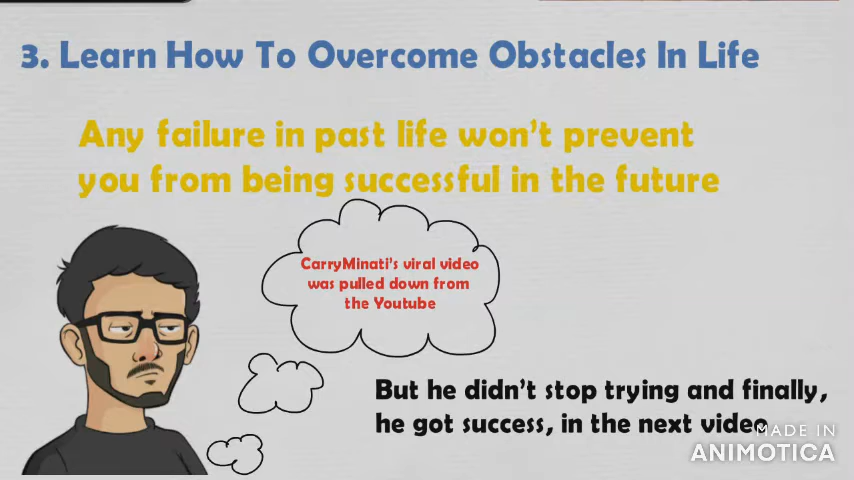 3. Learn How To Overcome Obstacles In Life
Any failure in past life won't prevent
you from being successful in the future
CarryMinati's viral video
was pulled down from
the Youtube
But he didn't stop trying and finally,
he got success, in the next video
MADE IN
ANIMOTICA